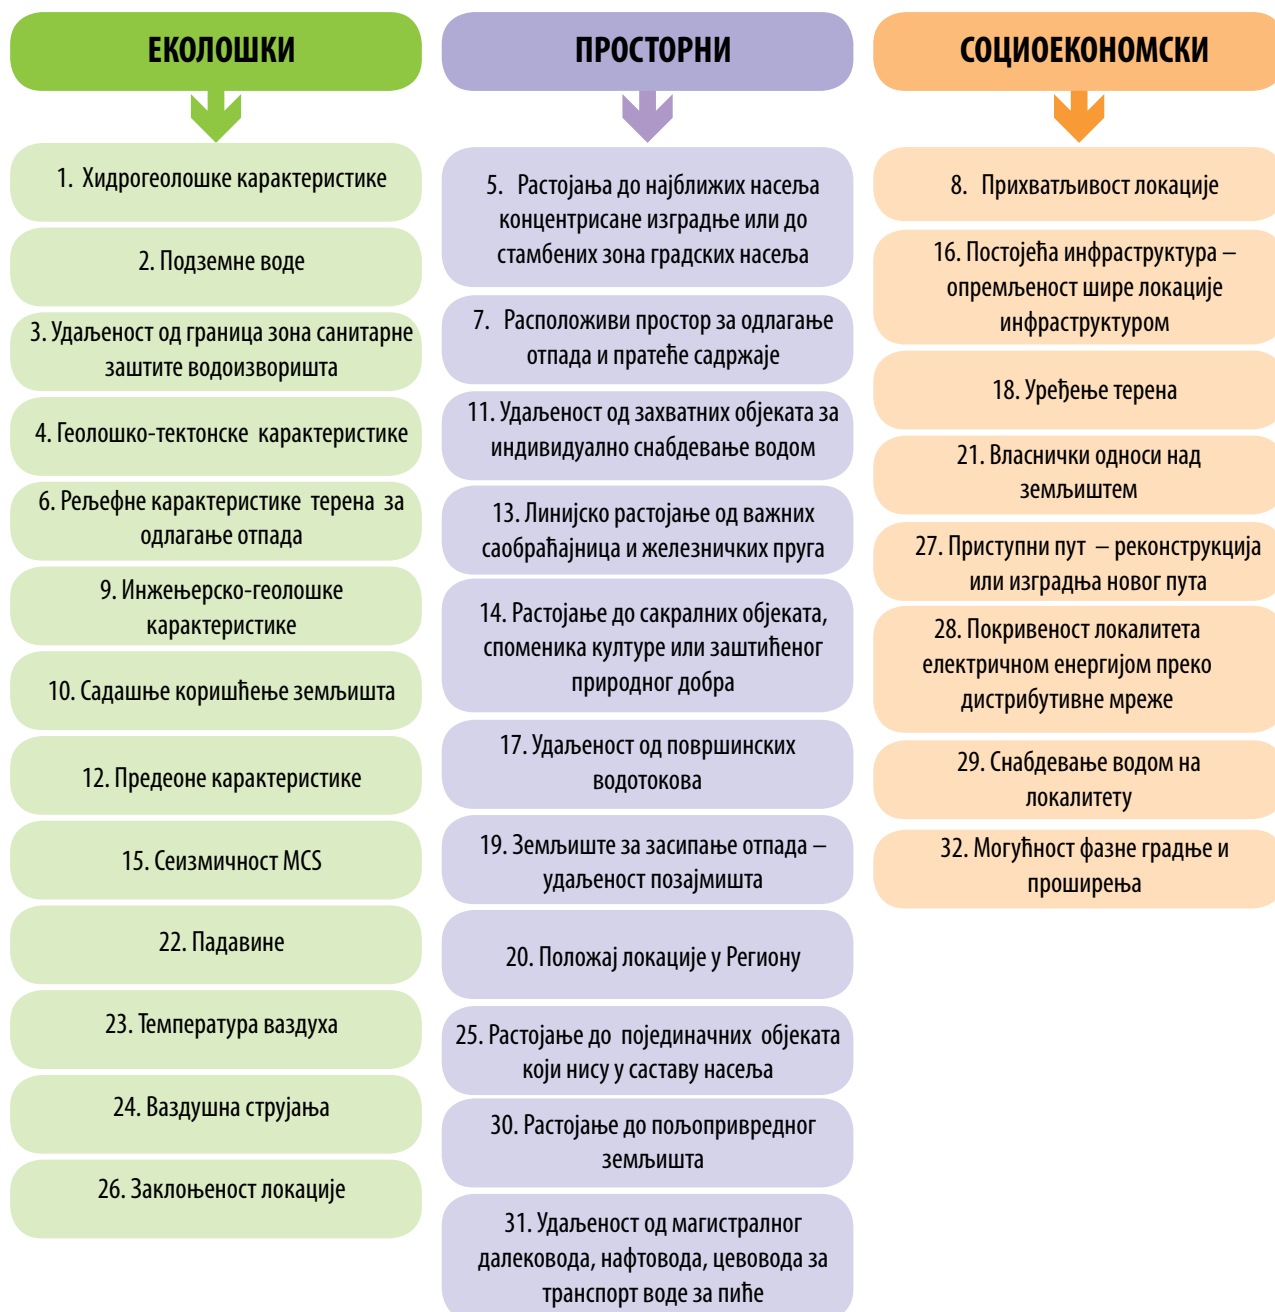 ЕКОЛОШКИ
1. Хидрогеолошке карактеристике
2. Подземне воде
3. Удаљеност од граница зона санитарне
заштите водоизворишта
4. Геолошко-тектонске карактеристике
6. Рељефне карактеристике терена за
одлагање отпада
9. Инжењерско-геолошке
карактеристике
10. Садашње коришћење земљишта
12. Предеоне карактеристике
15. Сеизмичност MCS
22. Падавине
23. Температура ваздуха
24. Ваздушна струјања
26. Заклоњеност локације
ПРОСТОРНИ
5. Растојања до најближих насеља
концентрисане изградње или до
стамбених зона градских насеља
7. Расположиви простор за одлагање
отпада и пратеће садржаје
11. Удаљеност од захватних објеката за
индивидуално снабдевање водом
13. Линијско растојање од важних
саобраћајница и железничких пруга
14. Растојање до сакралних објеката,
споменика културе или заштићеног
природног добра
17. Удаљеност од површинских
водотокова
19. Земљиште за засипање отпада –
удаљеност позајмишта
20. Положај локације у Региону
25. Растојање до појединачних објеката
који нису у саставу насеља
30. Растојање до пољопривредног
земљишта
31. Удаљеност од магистралног
далековода, нафтовода, цевовода за
транспорт воде за пиће
СОЦИОЕКОНОМСКИ
8. Прихватљивост локације
16. Постојећа инфраструктура –
опремљеност шире локације
инфраструктуром
18. Уређење терена
21. Власнички односи над
земљиштем
27. Приступни пут – реконструкција
или изградња новог пута
28. Покривеност локалитета
електричном енергијом преко
дистрибутивне мреже
29. Снабдевање водом на
локалитету
32. Могућност фазне градње и
проширења